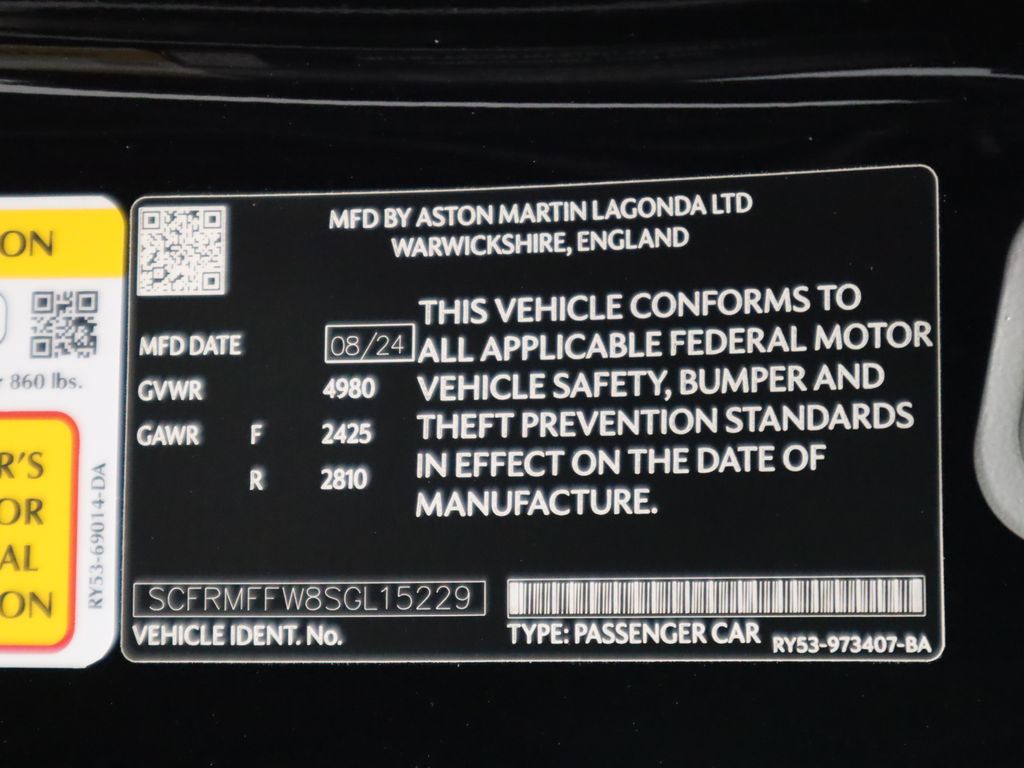 ON
860 lbs.
R'S
OR
AL
ON
RY53-69014-DA
MFD BY ASTON MARTIN LAGONDA LTD
WARWICKSHIRE, ENGLAND
MFD DATE 08/24
GVWR 4980
GAWR F 2425
R 2810
THIS VEHICLE CONFORMS TO
ALL APPLICABLE FEDERAL MOTOR
VEHICLE SAFETY, BUMPER AND
THEFT PREVENTION STANDARDS
IN EFFECT ON THE DATE OF
MANUFACTURE.
SCFRMFFW8SGL15229
VEHICLE IDENT. No.
TYPE: PASSENGER CAR
RY53-973407-BA